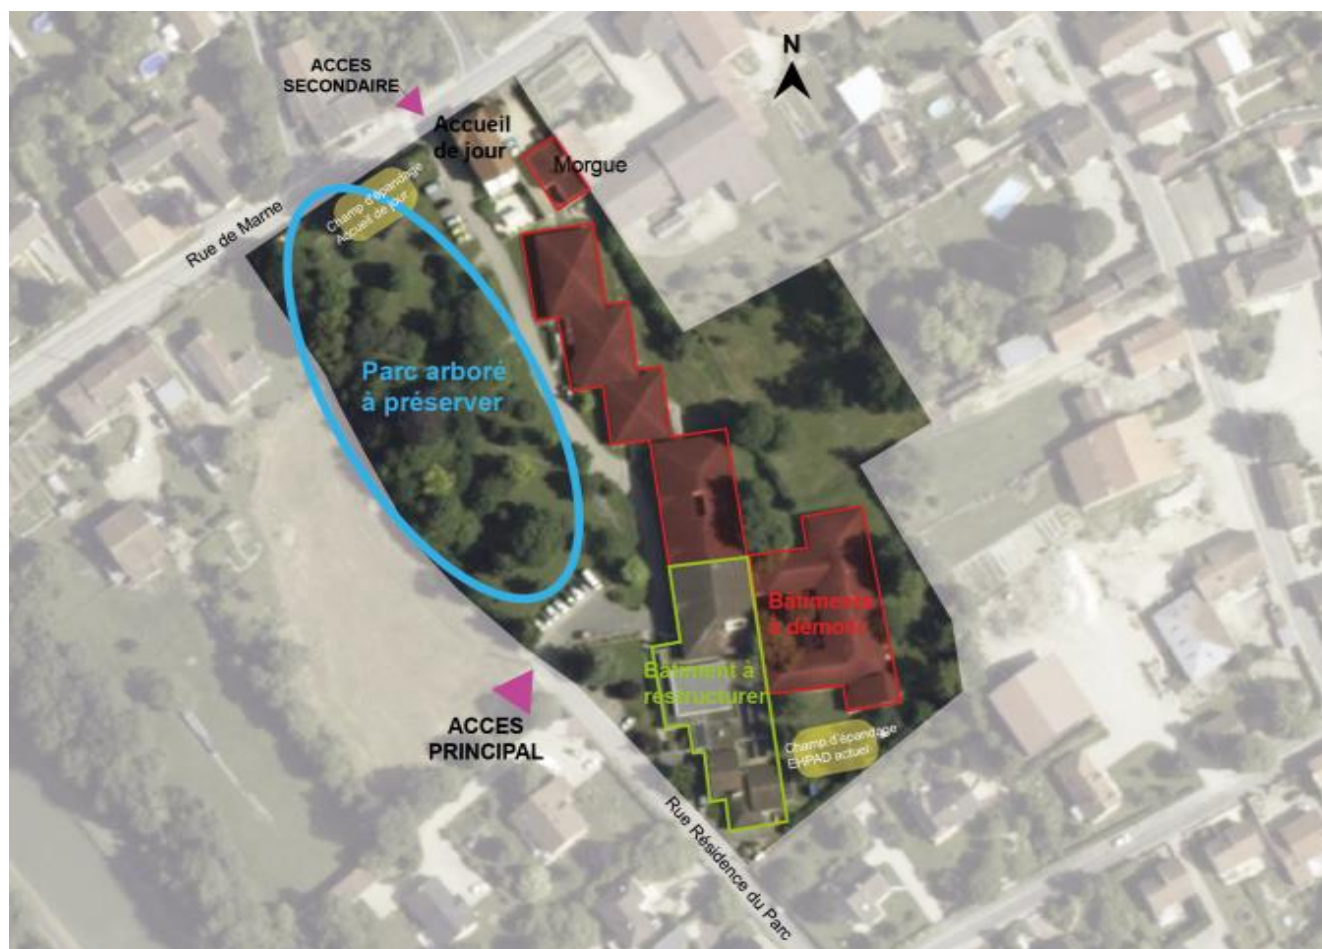 N
ACCES
SECONDAIRE
Accueil
de jour
Morgue
Champ d'épandage
Accueil de jour
Rue de Marne
Parc arboré
à préserver
Bâtiments
à démolir
Bâtiment à
réstructurer
ACCES
PRINCIPAL
Champ d'épandage
EHPAD actuel
Rue Résidence du Parc